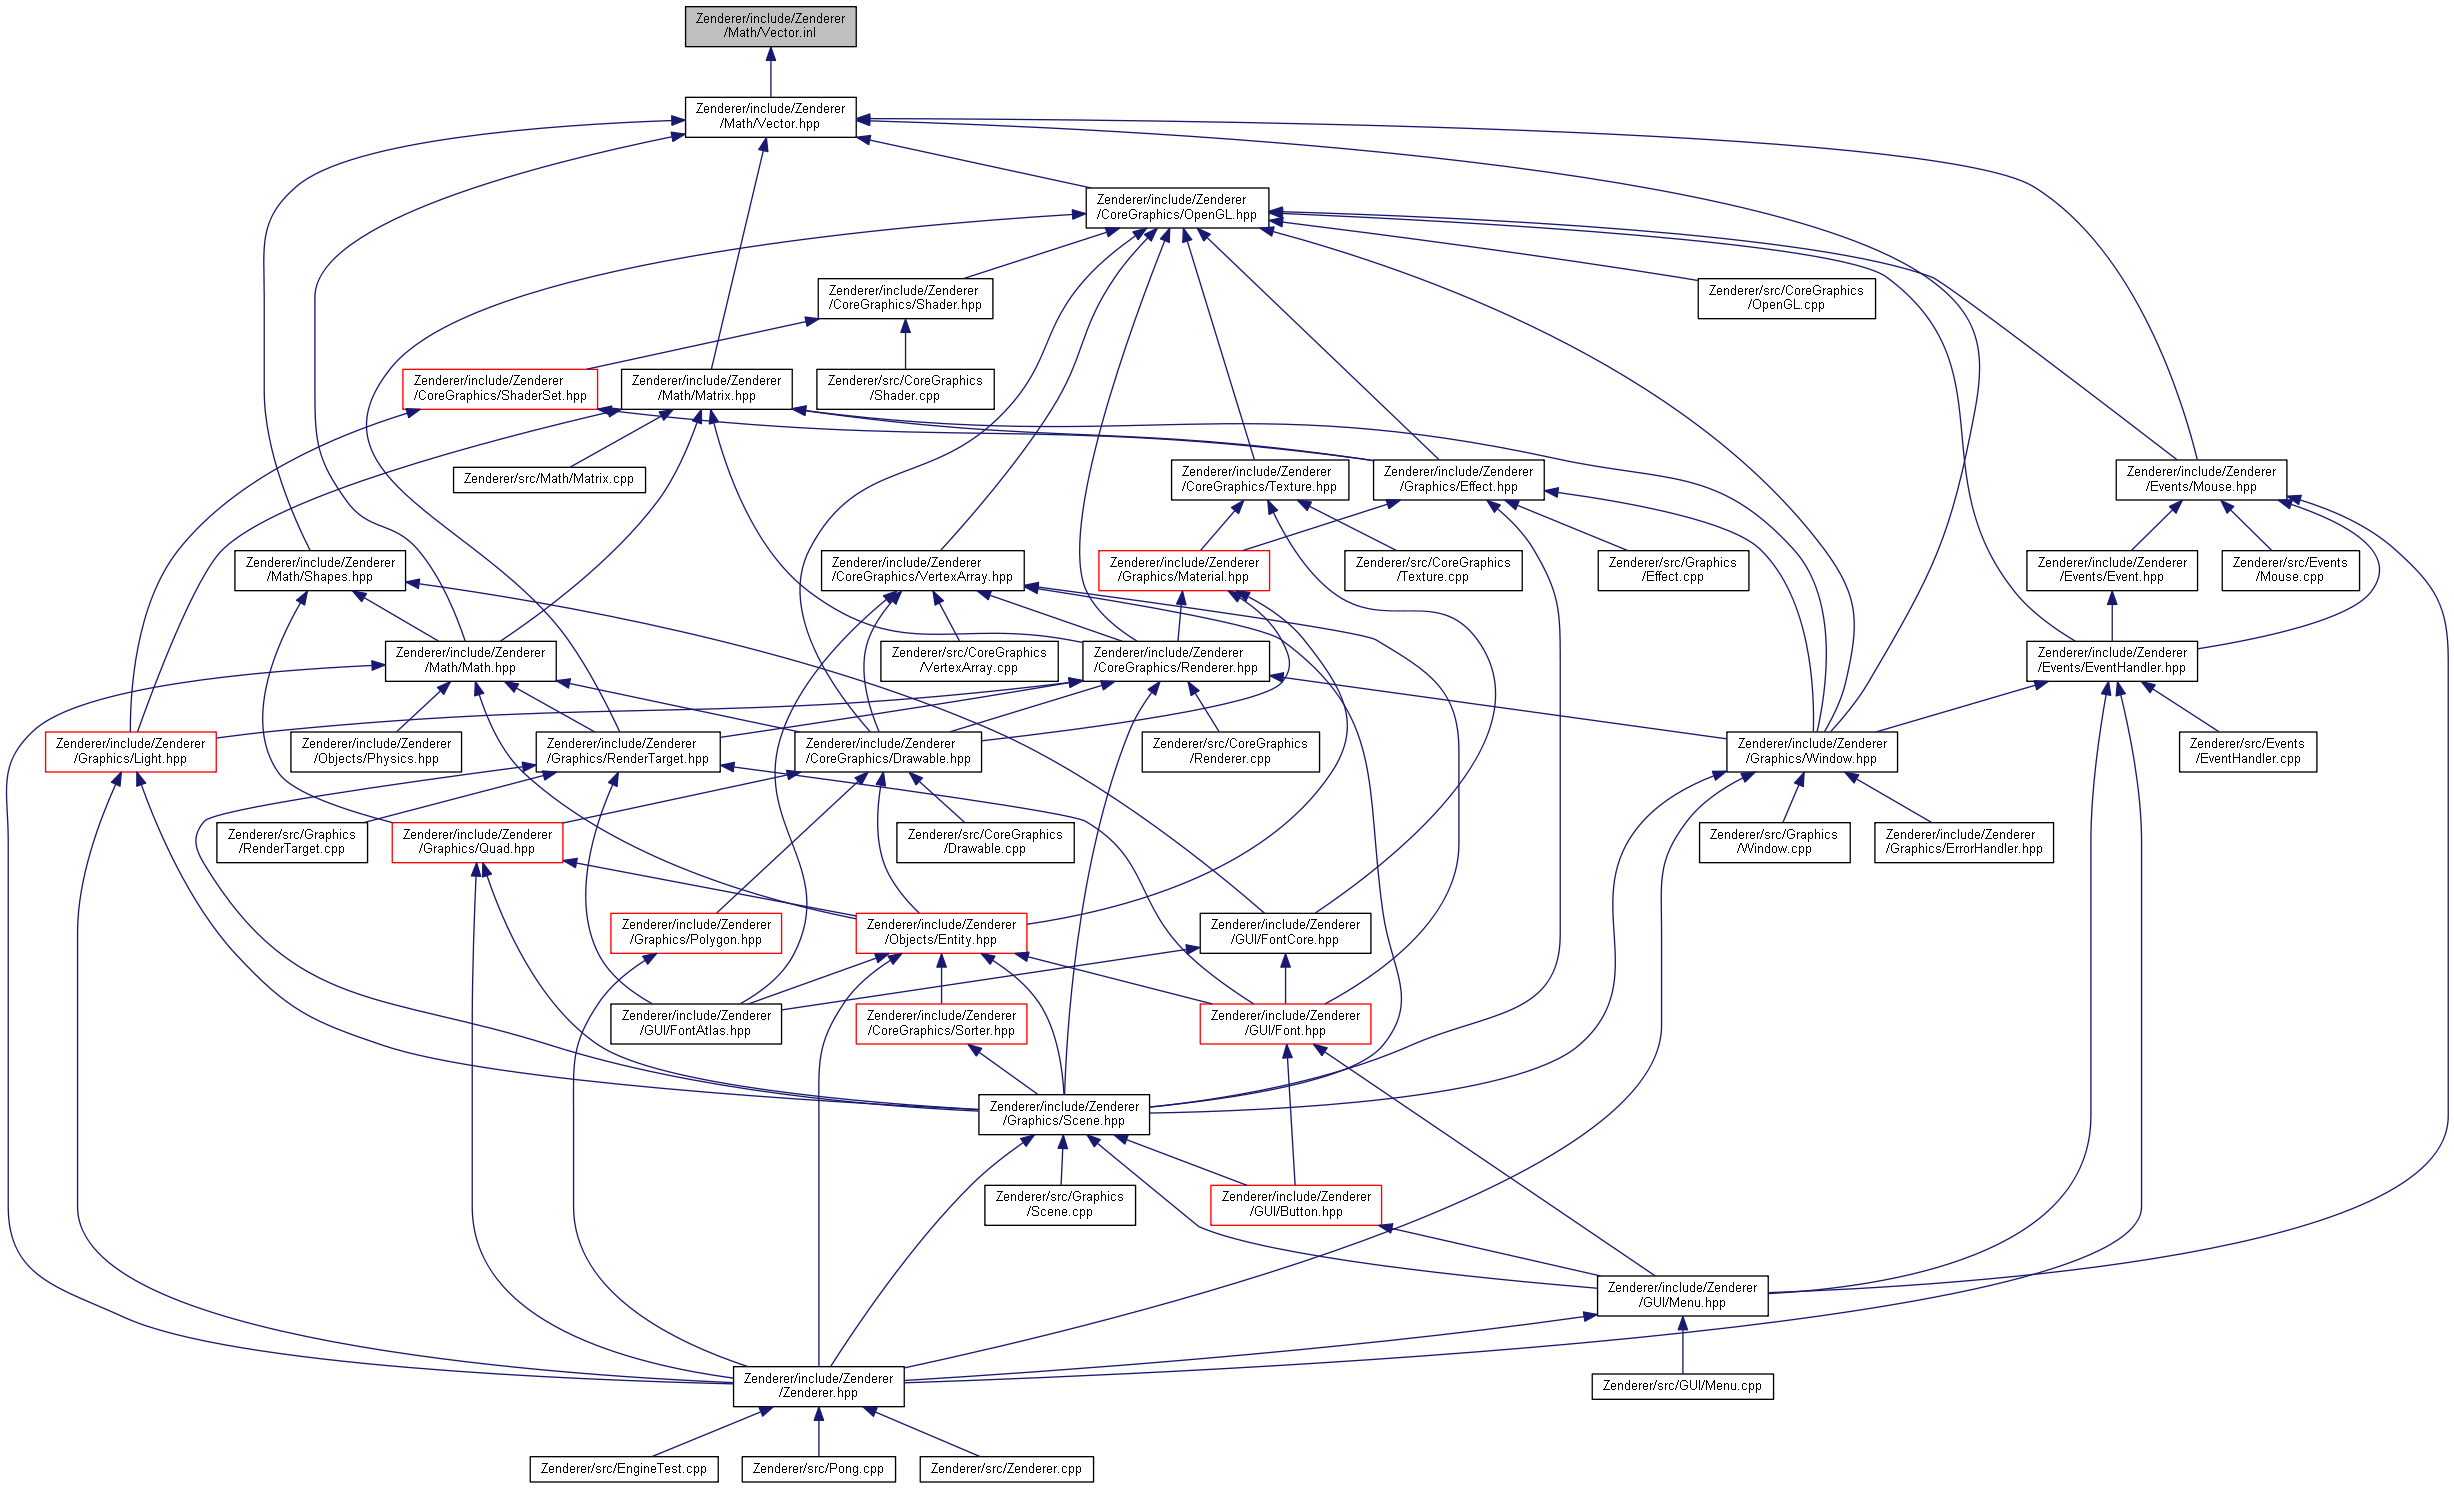 Zenderer/include/Zenderer
/Math/Vector.inl
Zenderer/include/Zenderer
/Math/Vector.hpp
Zenderer/include/Zenderer
/CoreGraphics/OpenGL.hpp
Zenderer/include/Zenderer
/CoreGraphics/Shader.hpp
Zenderer/src/CoreGraphics
/OpenGL.cpp
Zenderer/include/Zenderer
/CoreGraphics/ShaderSet.hpp
Zenderer/include/Zenderer
/Math/Matrix.hpp
Zenderer/src/CoreGraphics
/Shader.cpp
Zenderer/src/Math/Matrix.cpp
Zenderer/include/Zenderer
/CoreGraphics/Texture.hpp
Zenderer/include/Zenderer
/Graphics/Effect.hpp
Zenderer/include/Zenderer
/Events/Mouse.hpp
Zenderer/include/Zenderer
/Math/Shapes.hpp
Zenderer/include/Zenderer
/CoreGraphics/VertexArray.hpp
Zenderer/include/Zenderer
/Graphics/Material.hpp
Zenderer/src/CoreGraphics
/Texture.cpp
Zenderer/src/Graphics
/Effect.cpp
Zenderer/include/Zenderer
/Events/Event.hpp
Zenderer/src/Events
/Mouse.cpp
Zenderer/include/Zenderer
/Math/Math.hpp
Zenderer/src/CoreGraphics
/VertexArray.cpp
Zenderer/include/Zenderer
/CoreGraphics/Renderer.hpp
Zenderer/include/Zenderer
/Events/EventHandler.hpp
Zenderer/include/Zenderer
/Graphics/Light.hpp
Zenderer/include/Zenderer
/Objects/Physics.hpp
Zenderer/include/Zenderer
/Graphics/RenderTarget.hpp
Zenderer/include/Zenderer
/CoreGraphics/Drawable.hpp
Zenderer/src/CoreGraphics
/Renderer.cpp
Zenderer/include/Zenderer
/Graphics/Window.hpp
Zenderer/src/Events
/EventHandler.cpp
Zenderer/src/Graphics
/RenderTarget.cpp
Zenderer/include/Zenderer
/Graphics/Quad.hpp
Zenderer/src/CoreGraphics
/Drawable.cpp
Zenderer/src/Graphics
/Window.cpp
Zenderer/include/Zenderer
/Graphics/ErrorHandler.hpp
Zenderer/include/Zenderer
/Graphics/Polygon.hpp
Zenderer/include/Zenderer
/Objects/Entity.hpp
Zenderer/include/Zenderer
/GUI/FontCore.hpp
Zenderer/include/Zenderer
/GUI/FontAtlas.hpp
Zenderer/include/Zenderer
/CoreGraphics/Sorter.hpp
Zenderer/include/Zenderer
/GUI/Font.hpp
Zenderer/include/Zenderer
/Graphics/Scene.hpp
Zenderer/src/Graphics
/Scene.cpp
Zenderer/include/Zenderer
/GUI/Button.hpp
Zenderer/include/Zenderer
/GUI/Menu.hpp
Zenderer/include/Zenderer
/Zenderer.hpp
Zenderer/src/GUI/Menu.cpp
Zenderer/src/EngineTest.cpp
Zenderer/src/Pong.cpp
Zenderer/src/Zenderer.cpp